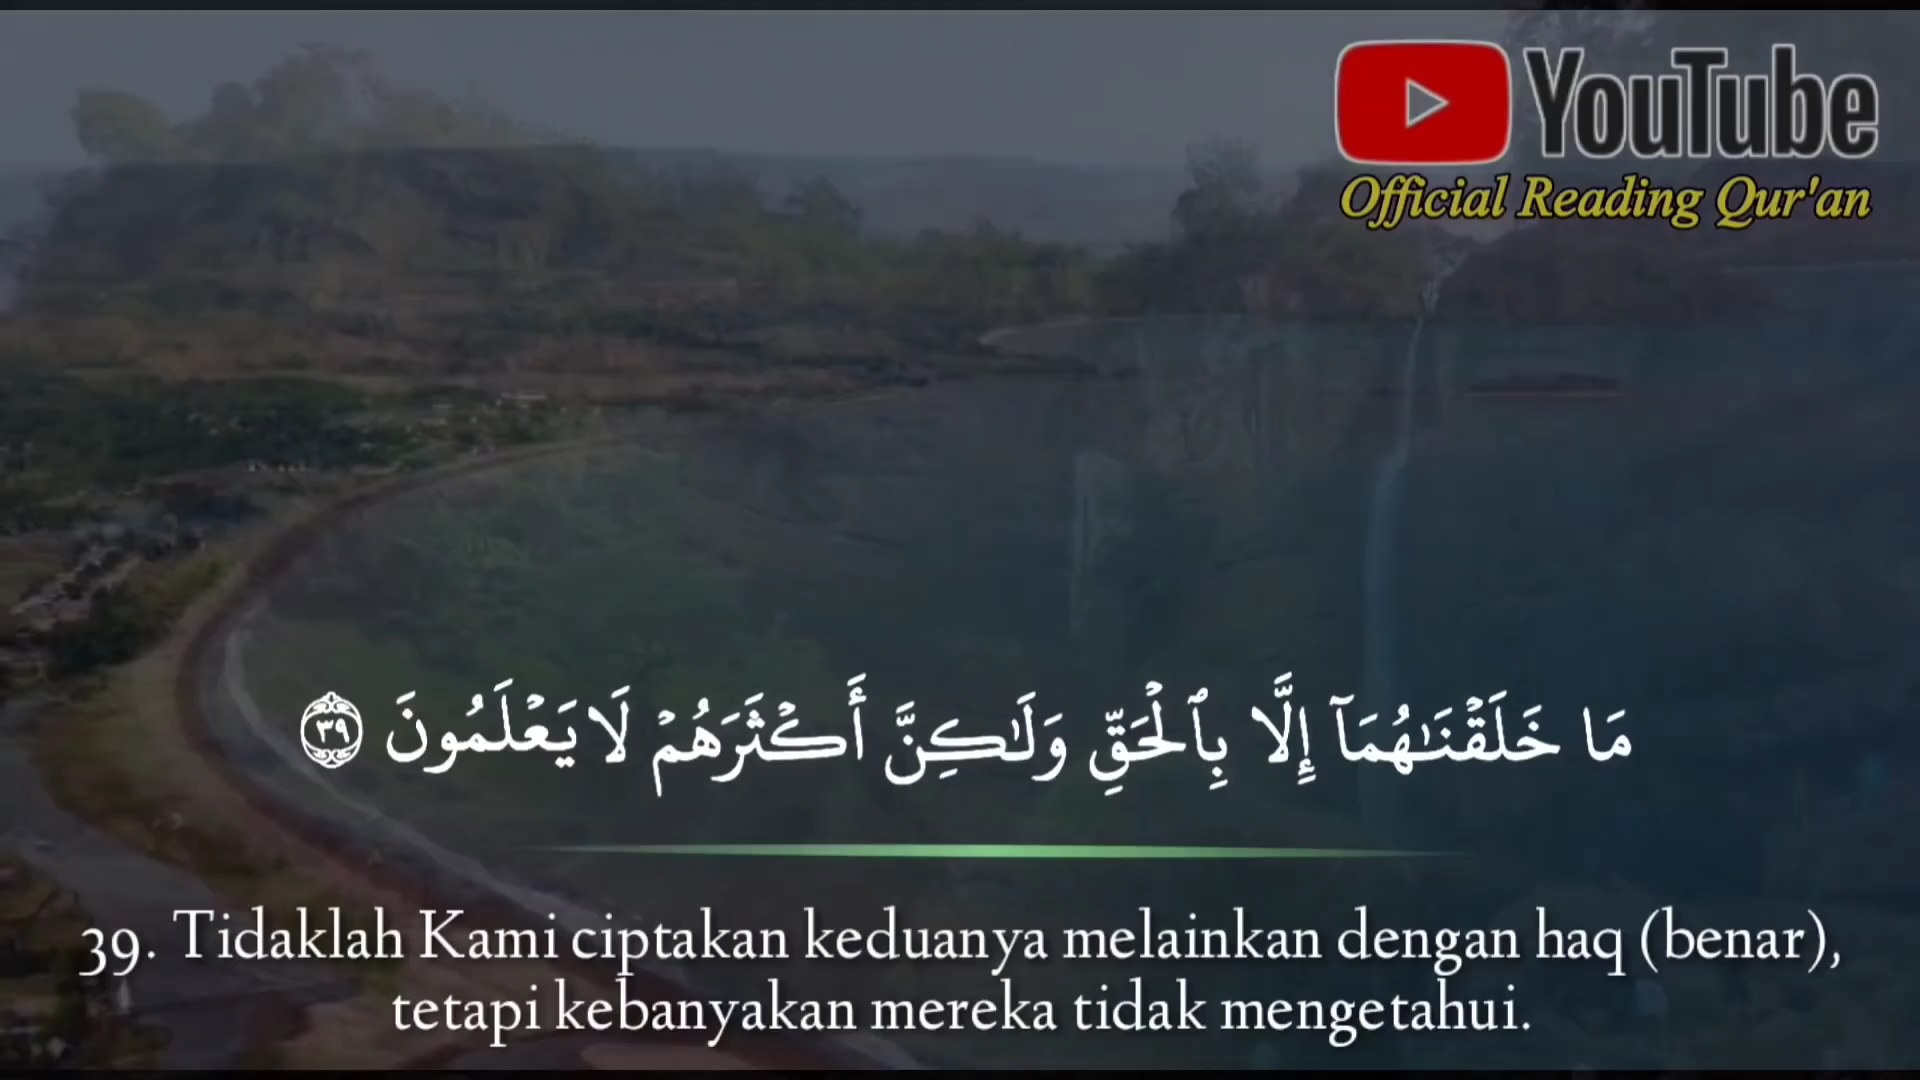 YouTube
Official Reading Qur'an
مَا خَلَقْنَـٰهُمَآ إِلَّا بِٱلْحَقِّ وَلَـٰكِنَّ أَكْثَرَهُمْ لَا يَعْلَمُونَ ٣٩
39. Tidaklah Kami ciptakan keduanya melainkan dengan haq (benar),
tetapi kebanyakan mereka tidak mengetahui.